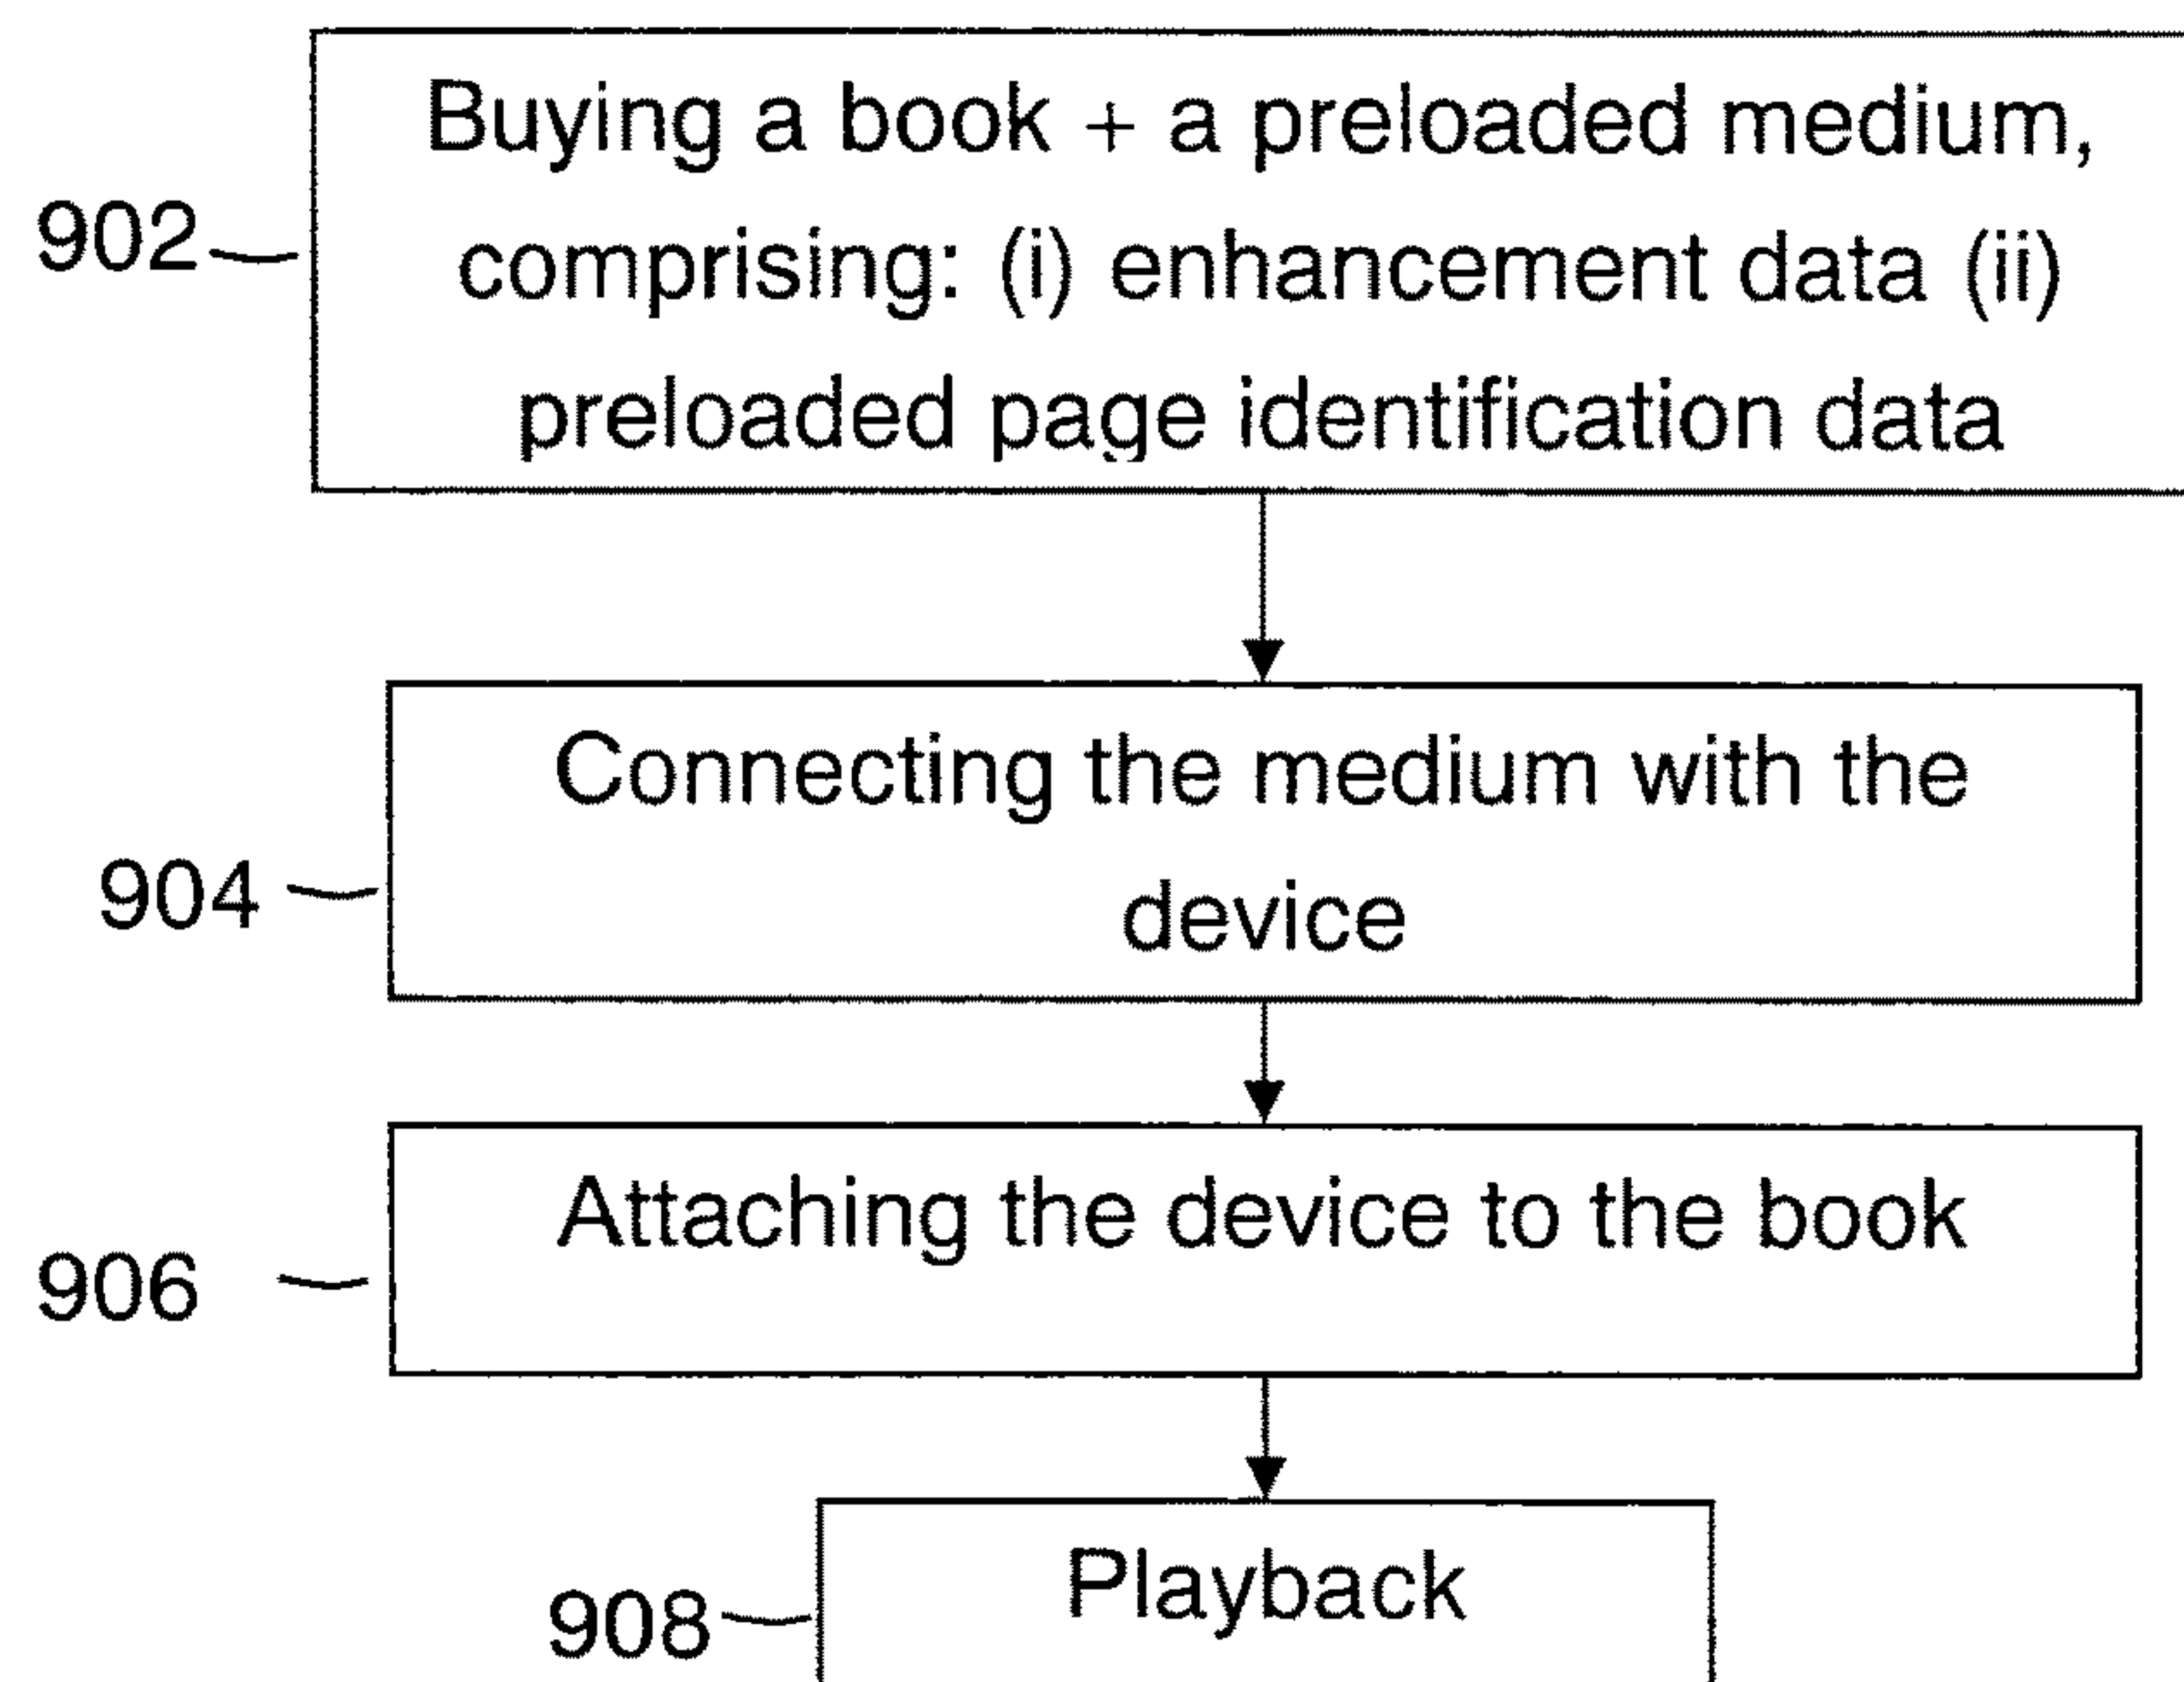 Buying a book + a preloaded medium,
902 comprising: (i) enhancement data (ii)
preloaded page identification data
Connecting the medium with the
904
device
Attaching the device to the book
906
Playback
908